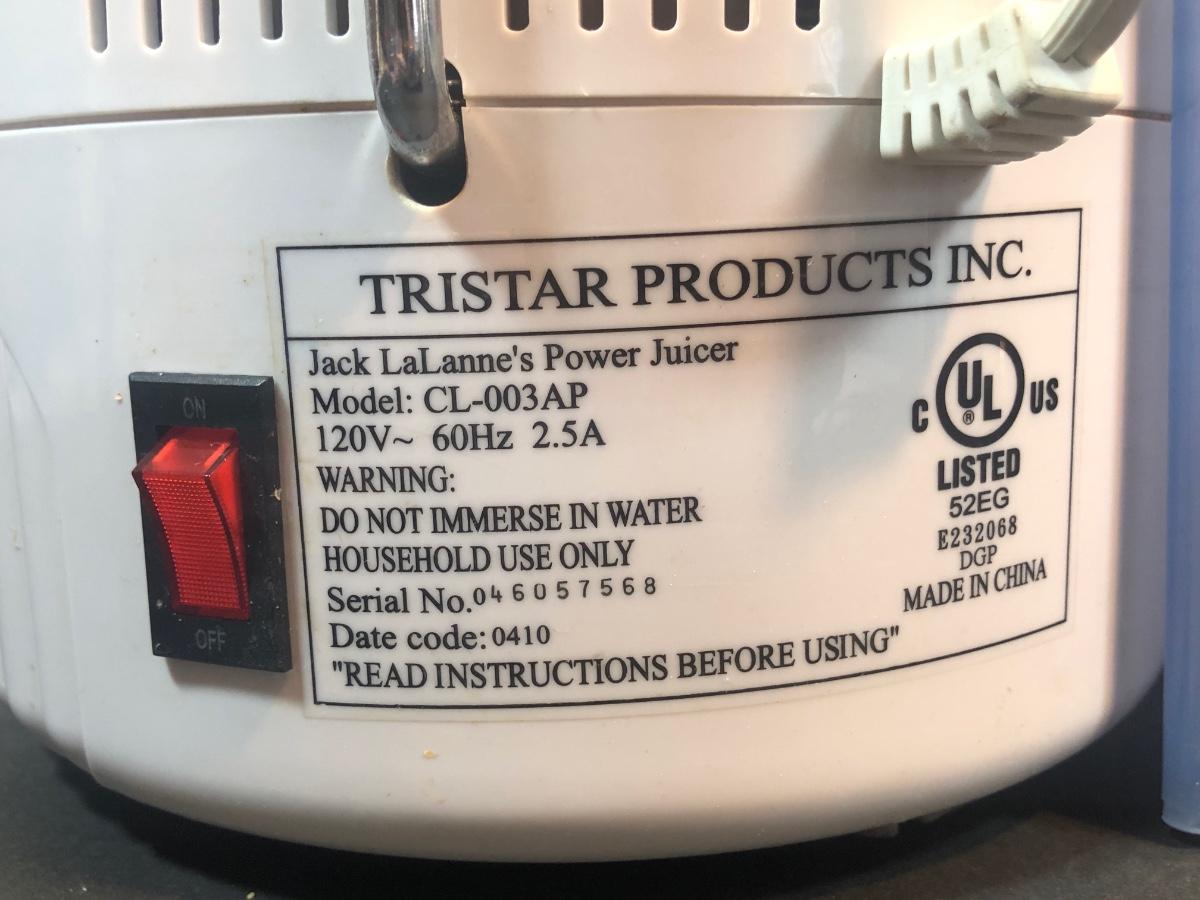 TRISTAR PRODUCTS INC.
Jack LaLanne's Power Juicer
Model: CL-003AP
120V~ 60Hz 2.5A
WARNING:
DO NOT IMMERSE IN WATER
HOUSEHOLD USE ONLY
Serial No.046057568
Date code: 0410
"READ INSTRUCTIONS BEFORE USING"
C UL® US
LISTED
52EG
E232068
DGP
MADE IN CHINA
ON
OFF